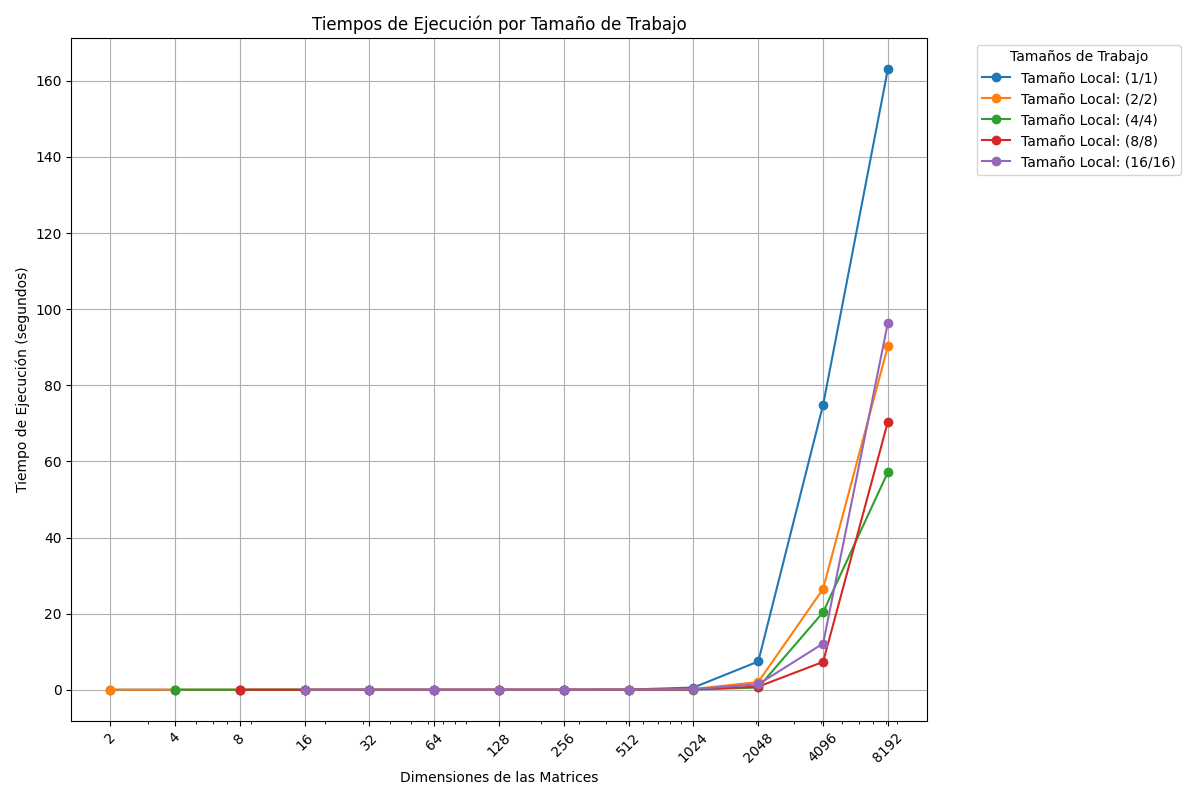 Tiempos de Ejecución por Tamaño de Trabajo
Tamaños de Trabajo
Tamaño Local: (1/1)
Tamaño Local: (2/2)
Tamaño Local: (4/4)
Tamaño Local: (8/8)
Tamaño Local: (16/16)
Tiempo de Ejecución (segundos)
160
140
120
100
80
60
40
20
0
2 4 8 16 32 64 128 256 512 1024 2048 4096 8192
Dimensiones de las Matrices